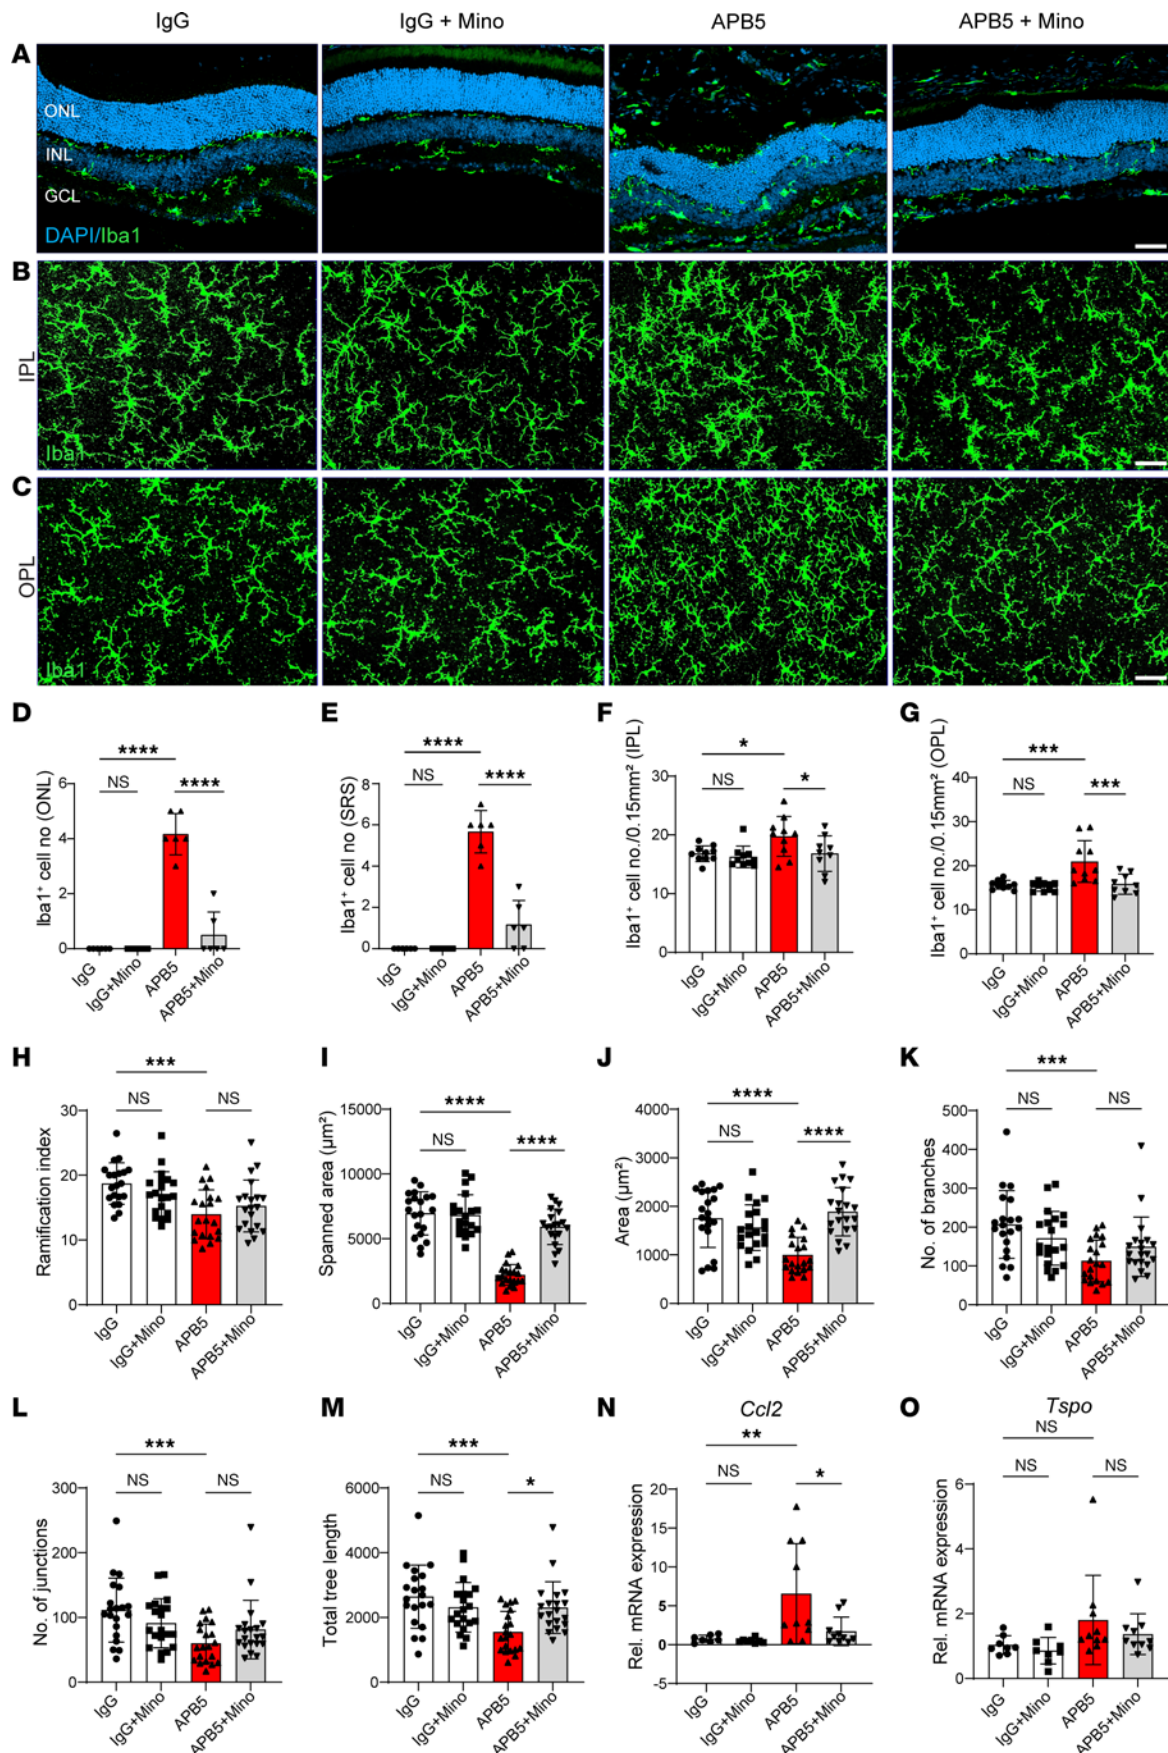 IgG IgG + Mino APB5 APB5 + Mino
A
ONL
INL
GCL
DAPI/Iba1
B
IPL
Iba1
C
OPL
Iba1
D
Iba1⁺ cell no (ONL)
****
NS ****
6
4
2
0
IgG IgG+Mino APB5 APB5+Mino
E
Iba1⁺ cell no (SRS)
****
NS ****
8
6
4
2
0
IgG IgG+Mino APB5 APB5+Mino
F
Iba1⁺ cell no./0.15mm² (IPL)
*
NS *
30
20
10
0
IgG IgG+Mino APB5 APB5+Mino
G
Iba1⁺ cell no./0.15mm² (OPL)
***
NS ***
40
30
20
10
0
IgG IgG+Mino APB5 APB5+Mino
H
Ramification index
***
NS NS
30
20
10
0
IgG IgG+Mino APB5 APB5+Mino
I
Spanned area (µm²)
****
NS ****
15000
10000
5000
0
IgG IgG+Mino APB5 APB5+Mino
J
Area (µm²)
****
NS ****
4000
3000
2000
1000
0
IgG IgG+Mino APB5 APB5+Mino
K
No. of branches
***
NS NS
500
400
300
200
100
0
IgG IgG+Mino APB5 APB5+Mino
L
No. of junctions
***
NS NS
300
200
100
0
IgG IgG+Mino APB5 APB5+Mino
M
Total tree length
***
NS *
6000
4000
2000
0
IgG IgG+Mino APB5 APB5+Mino
N
Ccl2
Rel. mRNA expression
**
NS *
20
15
10
5
0
-5
IgG IgG+Mino APB5 APB5+Mino
O
Tspo
Rel. mRNA expression
NS
NS NS
6
4
2
0
IgG IgG+Mino APB5 APB5+Mino